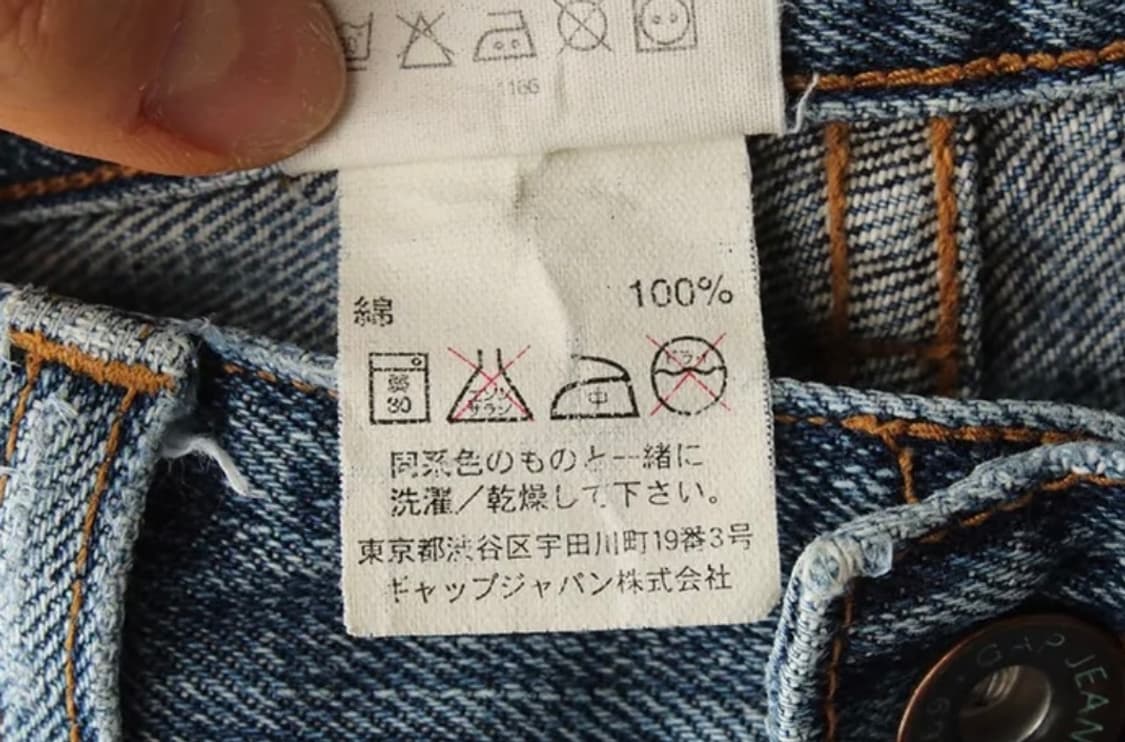 1166
綿 100%
弱 30 エンソ サラシ 中 ドライ
同系色のものと一緒に
洗濯／乾燥して下さい。
東京都渋谷区宇田川町19番3号
ギャップジャパン株式会社
GAP JEAN